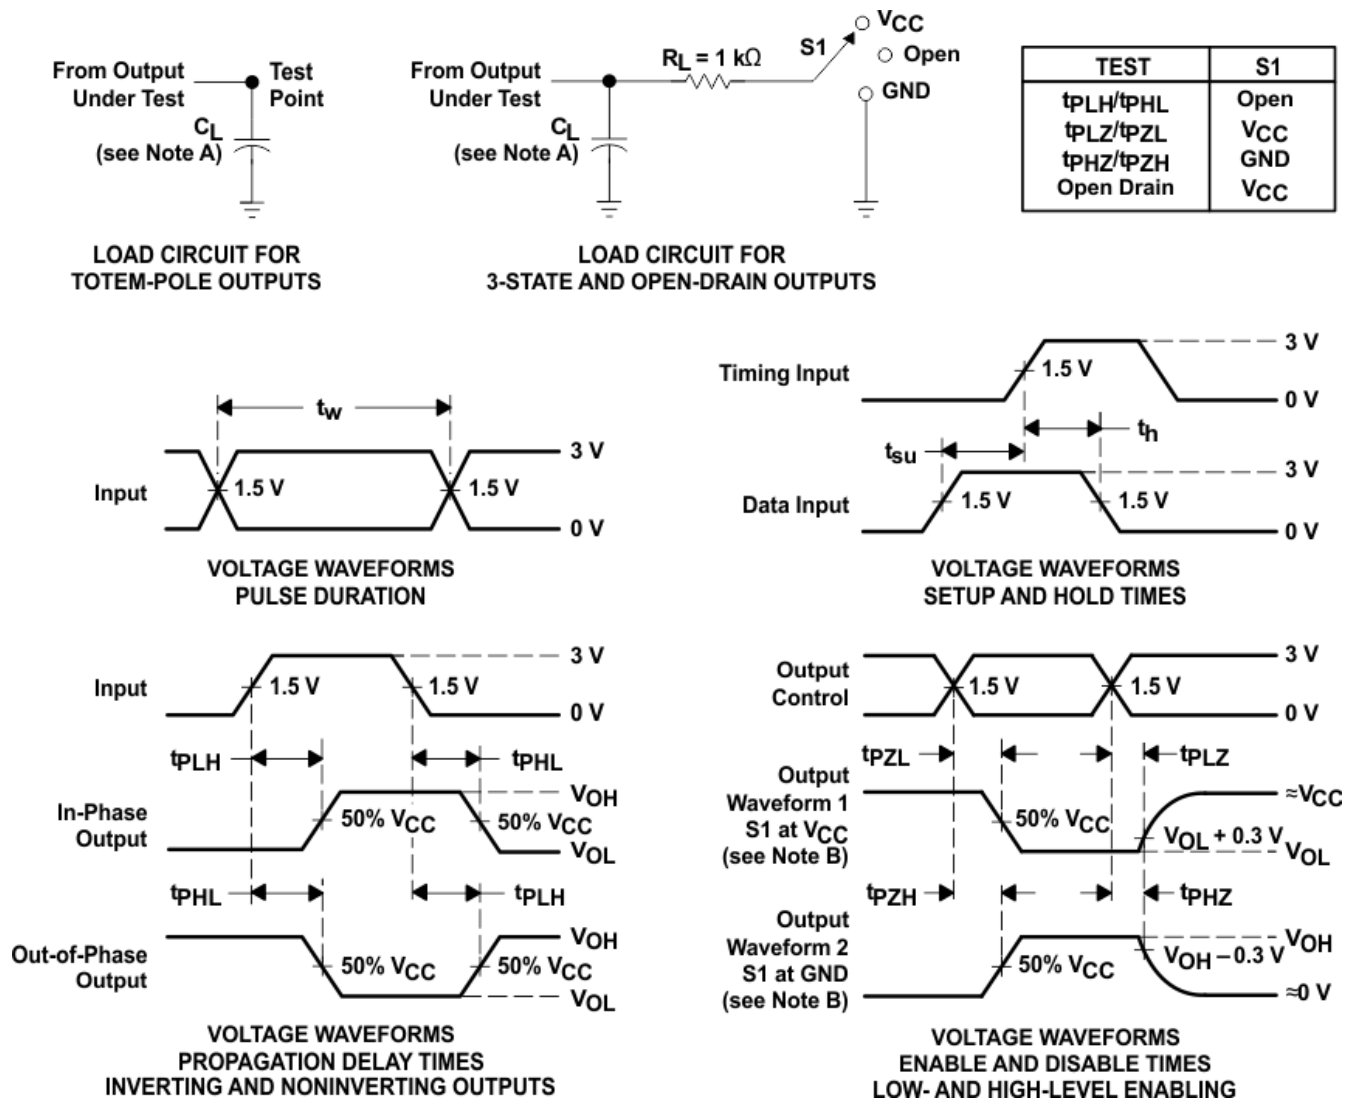 From Output
Under Test
Test
Point
CL
(see Note A)
LOAD CIRCUIT FOR
TOTEM-POLE OUTPUTS
From Output
Under Test
CL
(see Note A)
RL = 1 kΩ
S1
VCC
Open
GND
LOAD CIRCUIT FOR
3-STATE AND OPEN-DRAIN OUTPUTS
TEST S1
tPLH/tPHL Open
tPLZ/tPZL VCC
tPHZ/tPZH GND
Open Drain VCC
tw
3 V
Input
1.5 V
1.5 V
0 V
VOLTAGE WAVEFORMS
PULSE DURATION
3 V
Timing Input
1.5 V
0 V
th
tsu
3 V
Data Input
1.5 V
1.5 V
0 V
VOLTAGE WAVEFORMS
SETUP AND HOLD TIMES
3 V
Input
1.5 V
1.5 V
0 V
tPLH
tPHL
In-Phase
Output
VOH
50% VCC
50% VCC
VOL
tPHL
tPLH
Out-of-Phase
Output
VOH
50% VCC
50% VCC
VOL
VOLTAGE WAVEFORMS
PROPAGATION DELAY TIMES
INVERTING AND NONINVERTING OUTPUTS
Output
Control
3 V
1.5 V
1.5 V
0 V
tPZL
tPLZ
Output
Waveform 1
S1 at VCC
(see Note B)
50% VCC
≈VCC
VOL + 0.3 V
VOL
tPZH
tPHZ
Output
Waveform 2
S1 at GND
(see Note B)
50% VCC
VOH
VOH − 0.3 V
≈0 V
VOLTAGE WAVEFORMS
ENABLE AND DISABLE TIMES
LOW- AND HIGH-LEVEL ENABLING